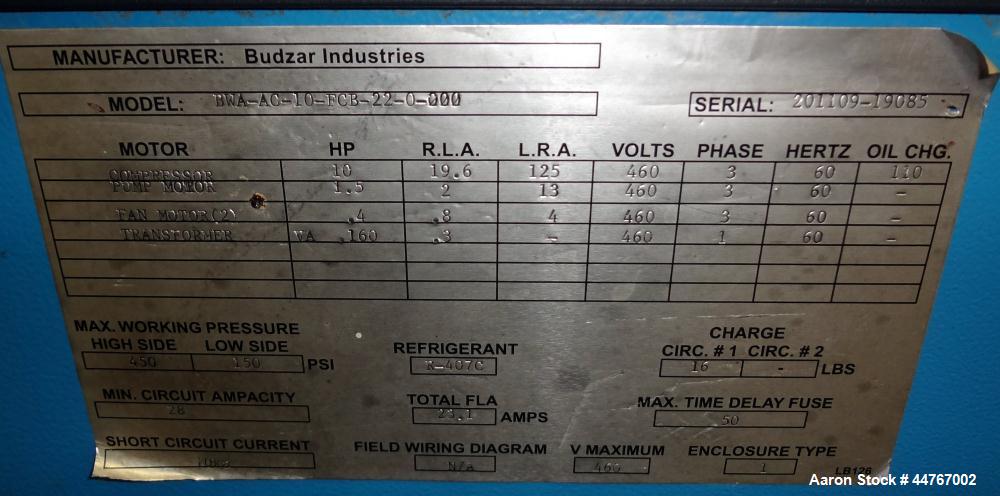 MANUFACTURER: Budzar Industries
MODEL: BWA-AC-10-FCB-22-0-000
SERIAL: 201109-19085
MOTOR HP R.L.A. L.R.A. VOLTS PHASE HERTZ OIL CHG.
COMPRESSOR 10 19.6 125 460 3 60 110
PUMP MOTOR 1.5 2 13 460 3 60 -
FAN MOTOR(2) .4 .8 4 460 3 60 -
TRANSFORMER VA .160 .3 - 460 1 60 -
MAX. WORKING PRESSURE
HIGH SIDE LOW SIDE
450 150 PSI
REFRIGERANT
R-407C
CHARGE
CIRC. # 1 CIRC. # 2
16 - LBS
MIN. CIRCUIT AMPACITY
28
TOTAL FLA
23.1 AMPS
MAX. TIME DELAY FUSE
50
SHORT CIRCUIT CURRENT
FIELD WIRING DIAGRAM
N/a
V MAXIMUM
460
ENCLOSURE TYPE
1
LB126
Aaron Stock # 44767002